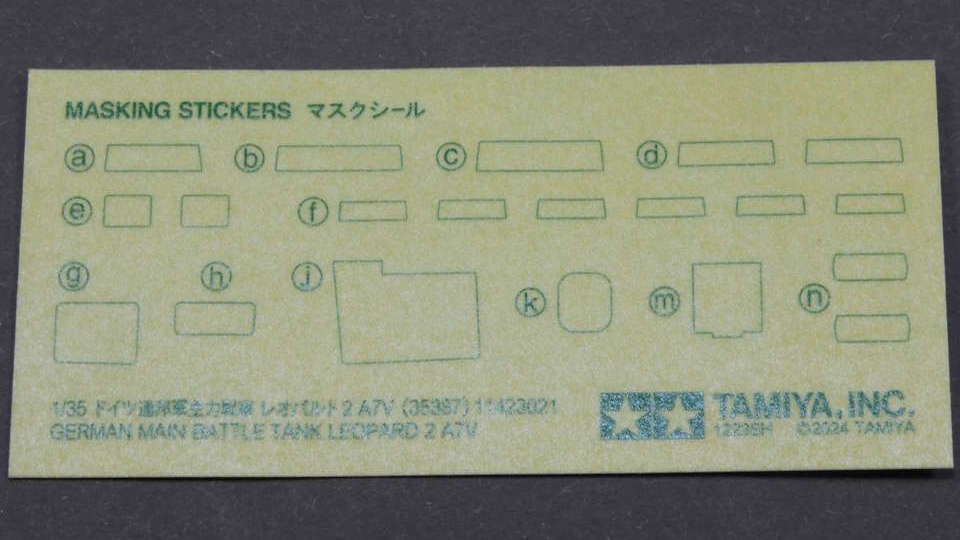 MASKING STICKERS マスクシール
ⓐ ⓑ ⓒ ⓓ
ⓔ ⓕ
ⓖ ⓗ ⓙ ⓚ ⓜ ⓝ
1/35 ドイツ連邦軍主力戦車 レオパルト2 A7V (35387) 11423021
GERMAN MAIN BATTLE TANK LEOPARD 2 A7V
TAMIYA, INC.
©2024 TAMIYA